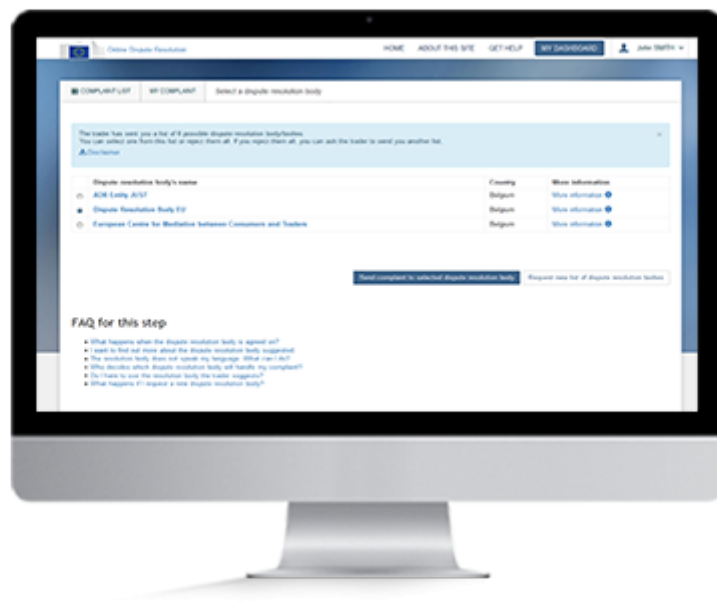 Online Dispute Resolution
HOME ABOUT THIS SITE GET HELP MY DASHBOARD John SMITH
COMPLAINT LIST MY COMPLAINT Select a dispute resolution body
The trader has sent you a list of 8 possible dispute resolution body/bodies.
You can select one from this list or reject them all. If you reject them all, you can ask the trader to send you another list.
Disclaimer
Dispute resolution body's name Country More information
ADR Entity JUST Belgium More information
Dispute Resolution Body EU Belgium More information
European Centre for Mediation between Consumers and Traders Belgium More information
Send complaint to selected dispute resolution body Request new list of dispute resolution bodies
FAQ for this step
What happens when the dispute resolution body is agreed on?
I want to find out more about the dispute resolution body suggested
The resolution body does not speak my language. What can I do?
Who decides which dispute resolution body will handle my complaint?
Do I have to use the resolution body the trader suggests?
What happens if I request a new dispute resolution body?